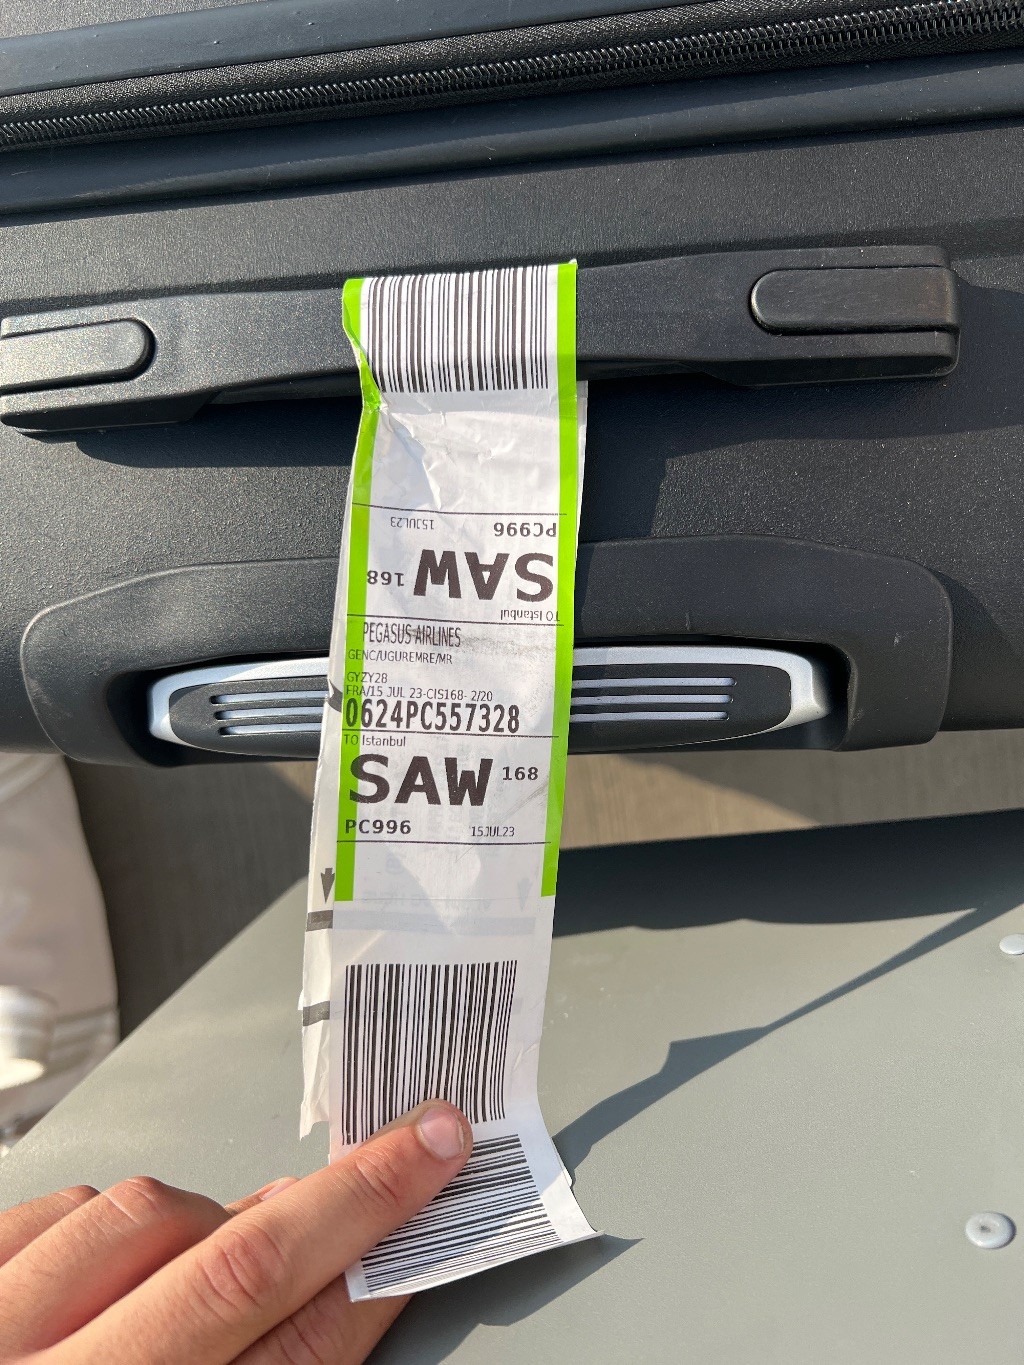 15JUL23 PC996
168 SAW
TO Istanbul
PEGASUS AIRLINES
GENC/UGUREMRE/MR
GYZY28
FRA/15 JUL 23-CIS168- 2/20
0624PC557328
TO Istanbul
SAW 168
PC996 15JUL23